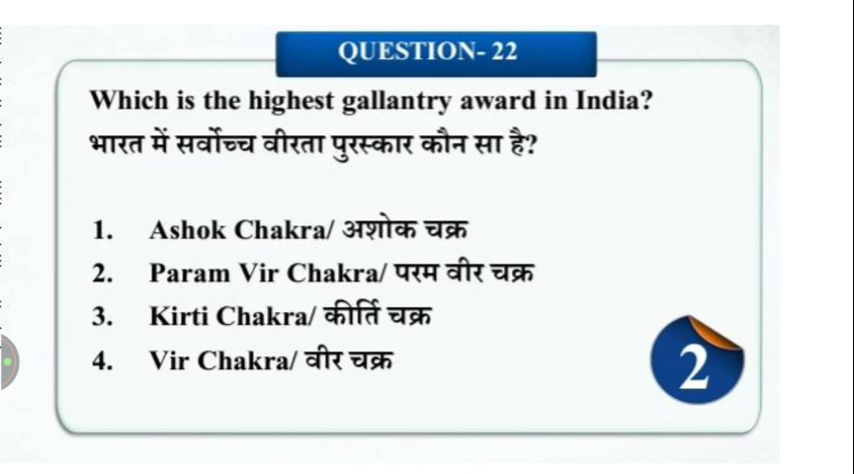 QUESTION- 22
Which is the highest gallantry award in India?
भारत में सर्वोच्च वीरता पुरस्कार कौन सा है?
1. Ashok Chakra/ अशोक चक्र
2. Param Vir Chakra/ परम वीर चक्र
3. Kirti Chakra/ कीर्ति चक्र
4. Vir Chakra/ वीर चक्र
2